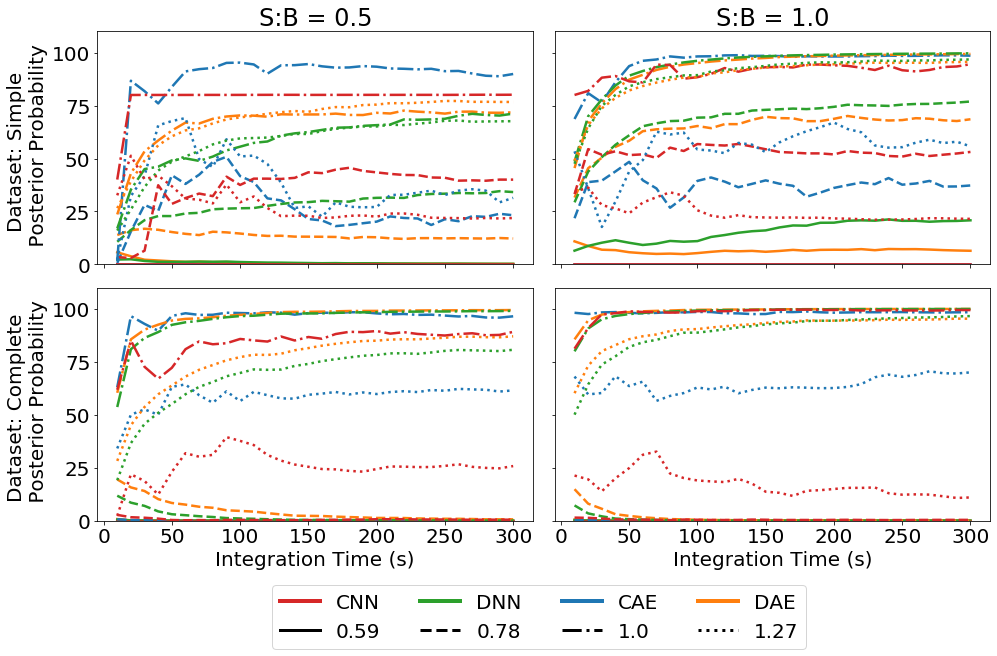 S:B = 0.5
S:B = 1.0
Dataset: Simple
Posterior Probability
100
75
50
25
0
Dataset: Complete
Posterior Probability
100
75
50
25
0
0 50 100 150 200 250 300
0 50 100 150 200 250 300
Integration Time (s)
Integration Time (s)
CNN DNN CAE DAE
0.59 0.78 1.0 1.27